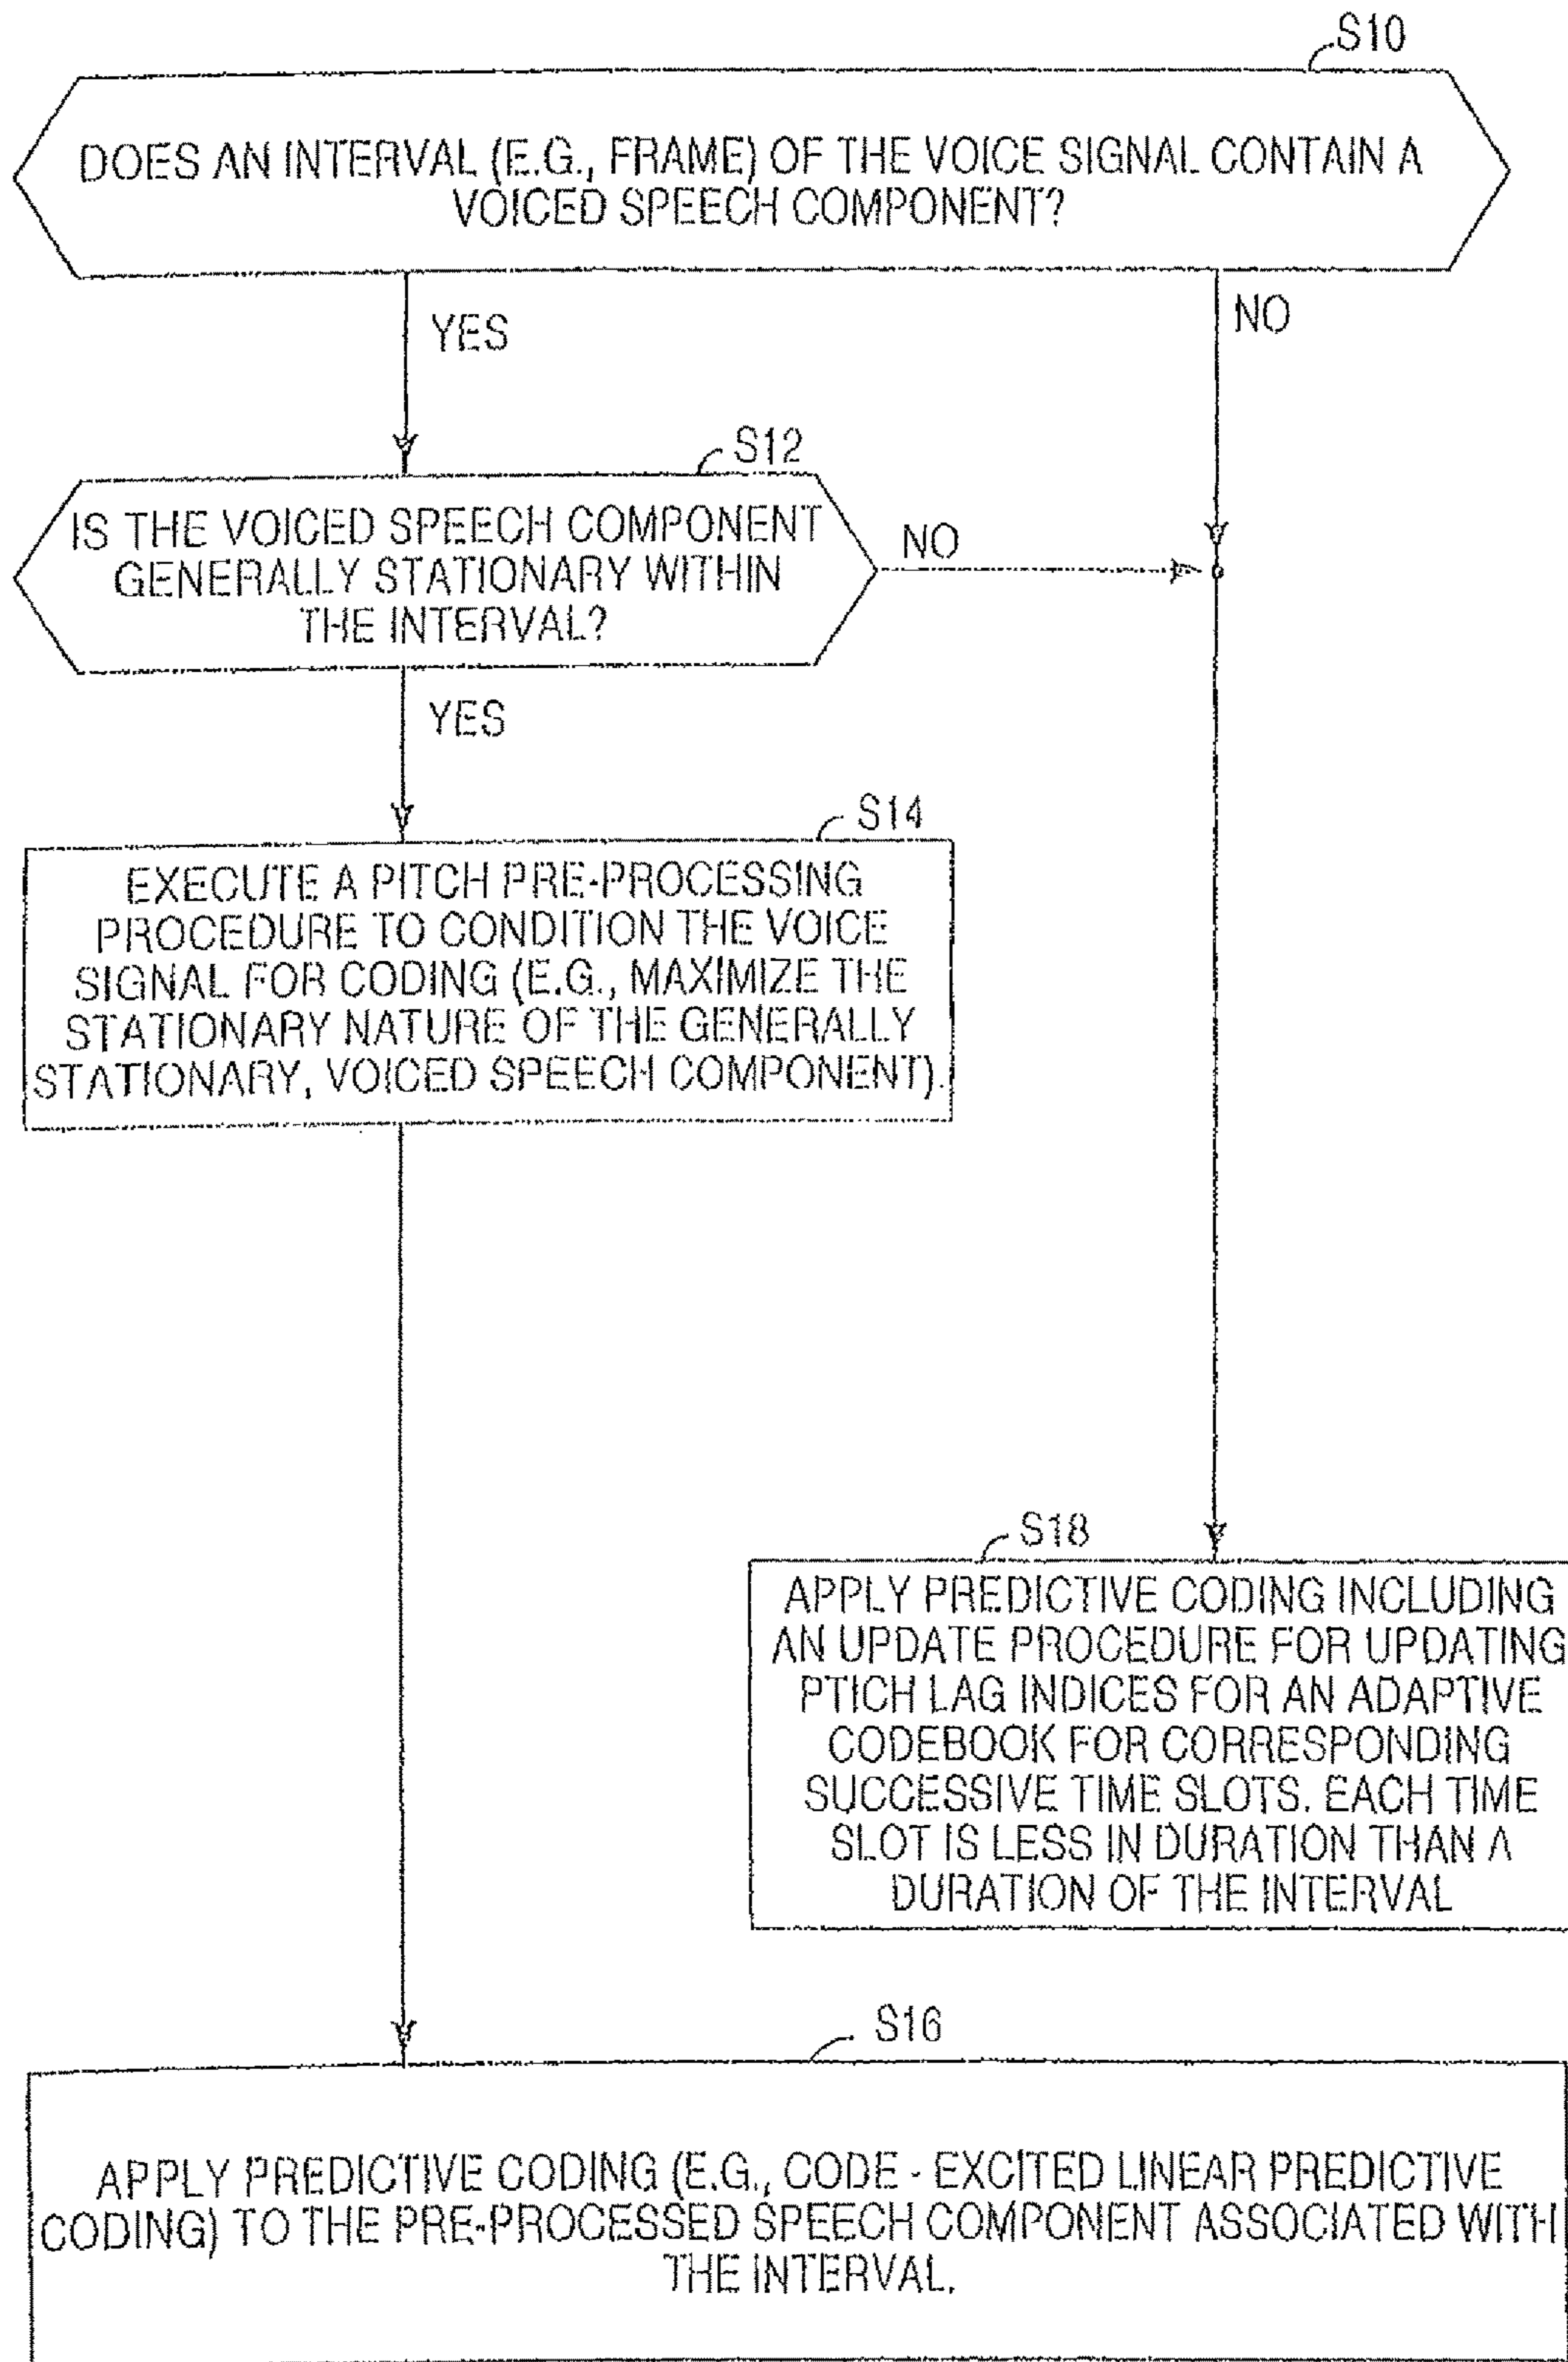 S10
DOES AN INTERVAL (E.G., FRAME) OF THE VOICE SIGNAL CONTAIN A
VOICED SPEECH COMPONENT?
YES
NO
S12
IS THE VOICED SPEECH COMPONENT
GENERALLY STATIONARY WITHIN
THE INTERVAL?
NO
YES
S14
EXECUTE A PITCH PRE-PROCESSING
PROCEDURE TO CONDITION THE VOICE
SIGNAL FOR CODING (E.G., MAXIMIZE THE
STATIONARY NATURE OF THE GENERALLY
STATIONARY, VOICED SPEECH COMPONENT).
S18
APPLY PREDICTIVE CODING INCLUDING
AN UPDATE PROCEDURE FOR UPDATING
PTICH LAG INDICES FOR AN ADAPTIVE
CODEBOOK FOR CORRESPONDING
SUCCESSIVE TIME SLOTS. EACH TIME
SLOT IS LESS IN DURATION THAN A
DURATION OF THE INTERVAL
S16
APPLY PREDICTIVE CODING (E.G., CODE - EXCITED LINEAR PREDICTIVE
CODING) TO THE PRE-PROCESSED SPEECH COMPONENT ASSOCIATED WITH
THE INTERVAL.